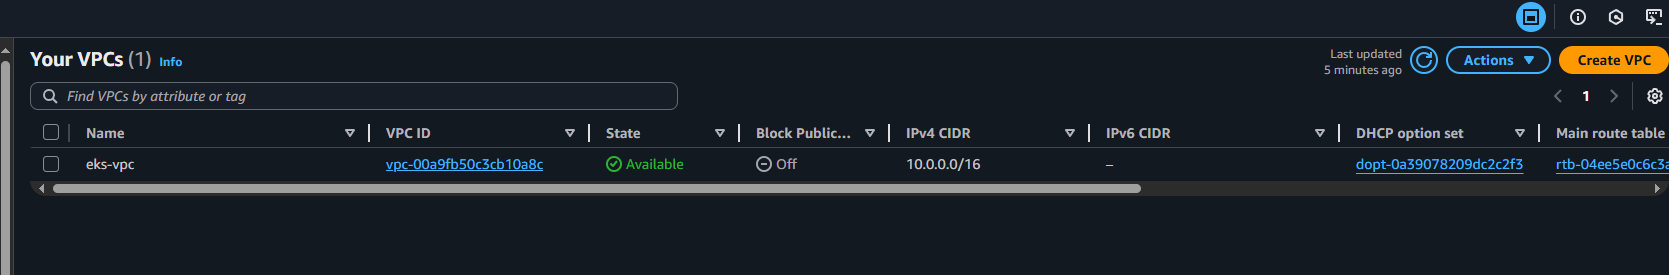 Your VPCs (1) Info
Last updated
5 minutes ago
Actions
Create VPC
Find VPCs by attribute or tag
1
Name VPC ID State Block Public... IPv4 CIDR IPv6 CIDR DHCP option set Main route table
eks-vpc vpc-00a9fb50c3cb10a8c Available Off 10.0.0.0/16 – dopt-0a39078209dc2c2f3 rtb-04ee5e0c6c3a